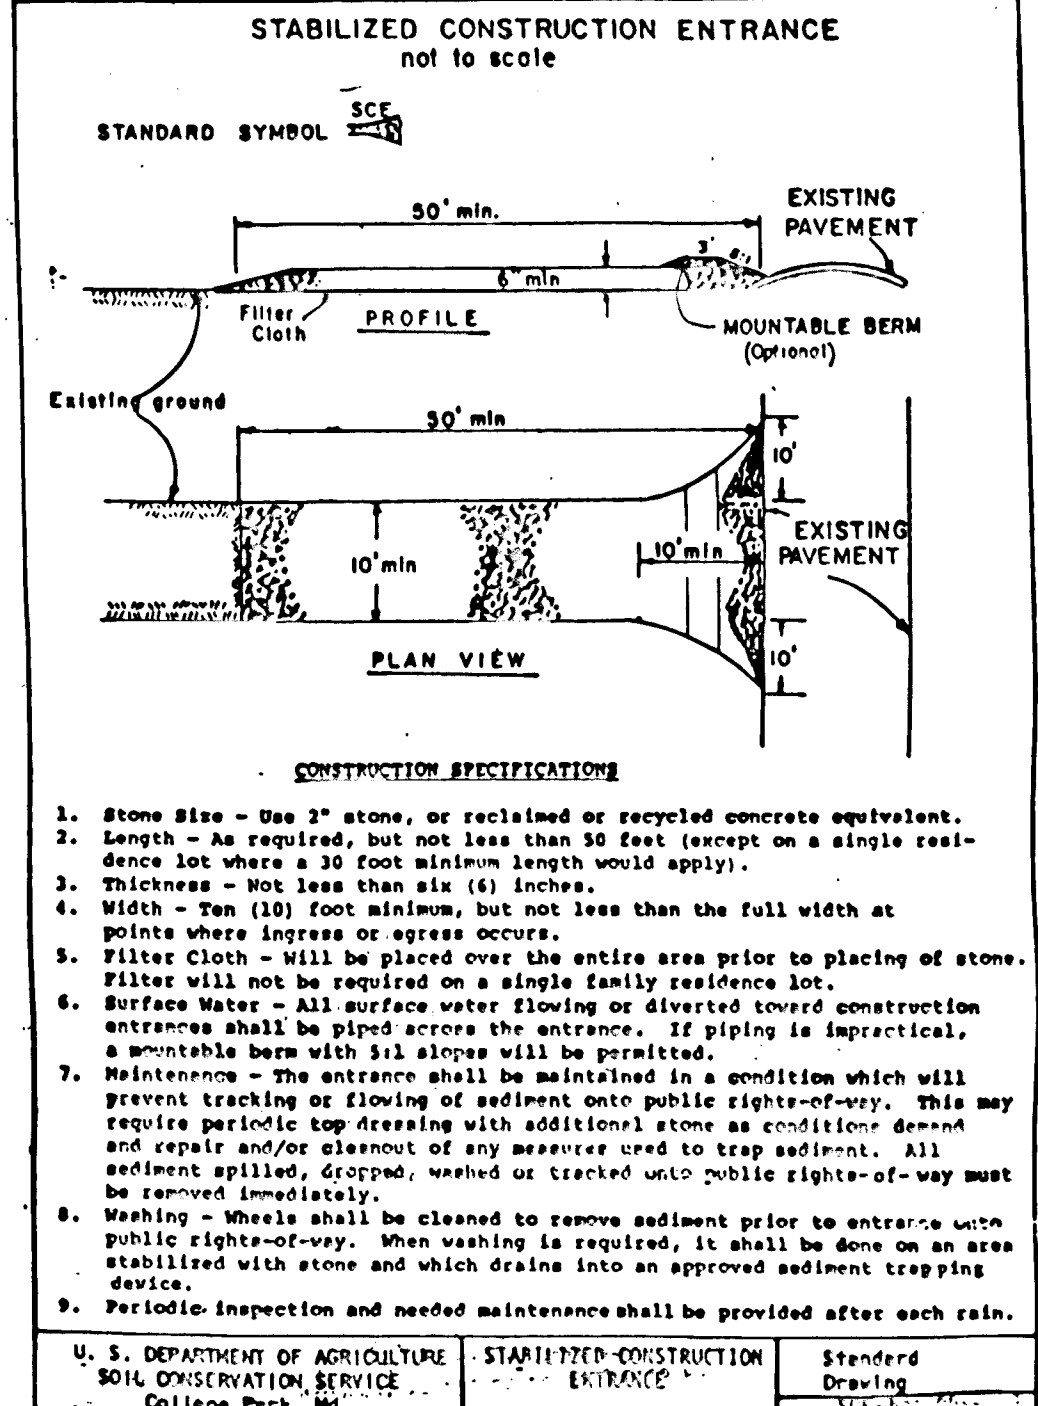 STABILIZED CONSTRUCTION ENTRANCE
not to scale
SCE
STANDARD SYMBOL
50' min.
EXISTING
PAVEMENT
3'
6" min
Filter
Cloth
PROFILE
MOUNTABLE BERM
(Optional)
Existing ground
50' min
10'
EXISTING
PAVEMENT
10' min
10' min
10'
PLAN VIEW
CONSTRUCTION SPECIFICATIONS
1. Stone Size - Use 2" stone, or reclaimed or recycled concrete equivalent.
2. Length - As required, but not less than 50 feet (except on a single resi-
dence lot where a 30 foot minimum length would apply).
3. Thickness - Not less than six (6) inches.
4. Width - Ten (10) foot minimum, but not less than the full width at
points where ingress or egress occurs.
5. Filter Cloth - Will be placed over the entire area prior to placing of stone.
Filter will not be required on a single family residence lot.
6. Surface Water - All surface water flowing or diverted toward construction
entrances shall be piped across the entrance. If piping is impractical,
a mountable berm with 5:1 slopes will be permitted.
7. Maintenance - The entrance shall be maintained in a condition which will
prevent tracking or flowing of sediment onto public rights-of-way. This may
require periodic top dressing with additional stone as conditions demand
and repair and/or cleanout of any measures used to trap sediment. All
sediment spilled, dropped, washed or tracked onto public rights-of-way must
be removed immediately.
8. Washing - Wheels shall be cleaned to remove sediment prior to entrance onto
public rights-of-way. When washing is required, it shall be done on an area
stabilized with stone and which drains into an approved sediment trapping
device.
9. Periodic inspection and needed maintenance shall be provided after each rain.
U. S. DEPARTMENT OF AGRICULTURE
SOIL CONSERVATION SERVICE
College Park, Md.
STABILIZED CONSTRUCTION
ENTRANCE
Standard
Drawing